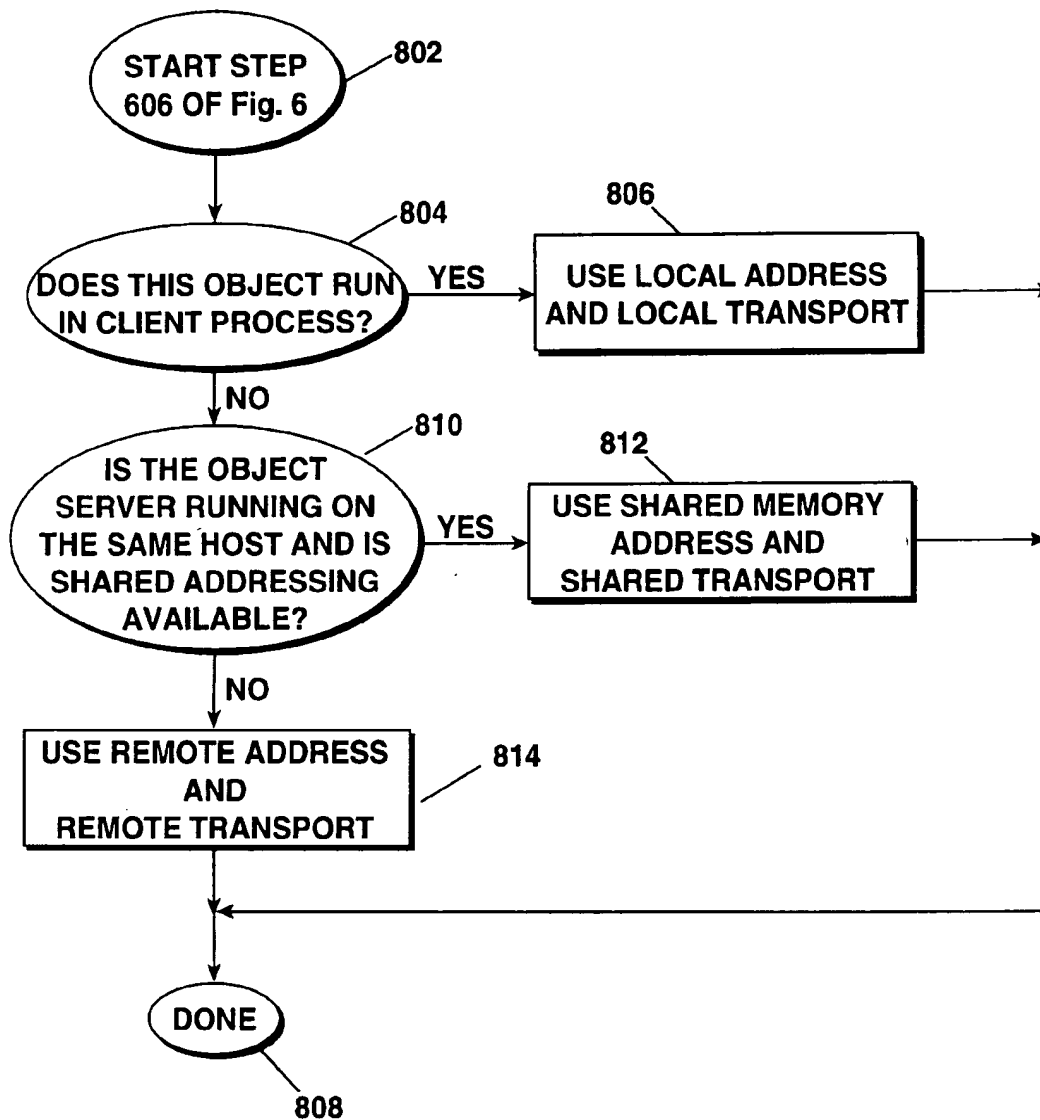 START STEP
606 OF Fig. 6
802
804
DOES THIS OBJECT RUN
IN CLIENT PROCESS?
YES
806
USE LOCAL ADDRESS
AND LOCAL TRANSPORT
NO
810
IS THE OBJECT
SERVER RUNNING ON
THE SAME HOST AND IS
SHARED ADDRESSING
AVAILABLE?
YES
812
USE SHARED MEMORY
ADDRESS AND
SHARED TRANSPORT
NO
USE REMOTE ADDRESS
AND
REMOTE TRANSPORT
814
DONE
808